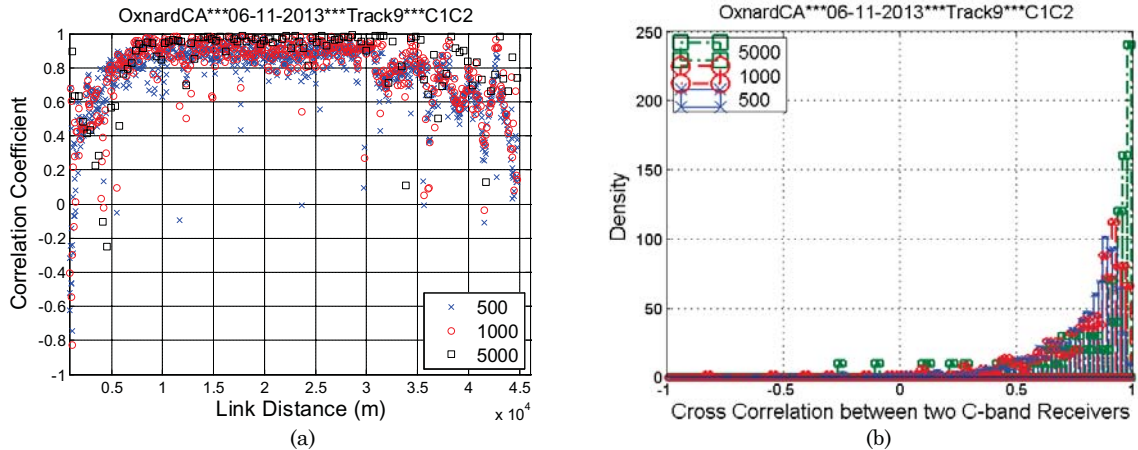 OxnardCA***06-11-2013***Track9***C1C2
Correlation Coefficient
1
0.8
0.6
0.4
0.2
0
-0.2
-0.4
-0.6
-0.8
-1
500
1000
5000
0.5 1 1.5 2 2.5 3 3.5 4 4.5
x 10^4
Link Distance (m)
(a)
OxnardCA***06-11-2013***Track9***C1C2
Density
250
200
150
100
50
0
5000
1000
500
-1 -0.5 0 0.5 1
Cross Correlation between two C-band Receivers
(b)